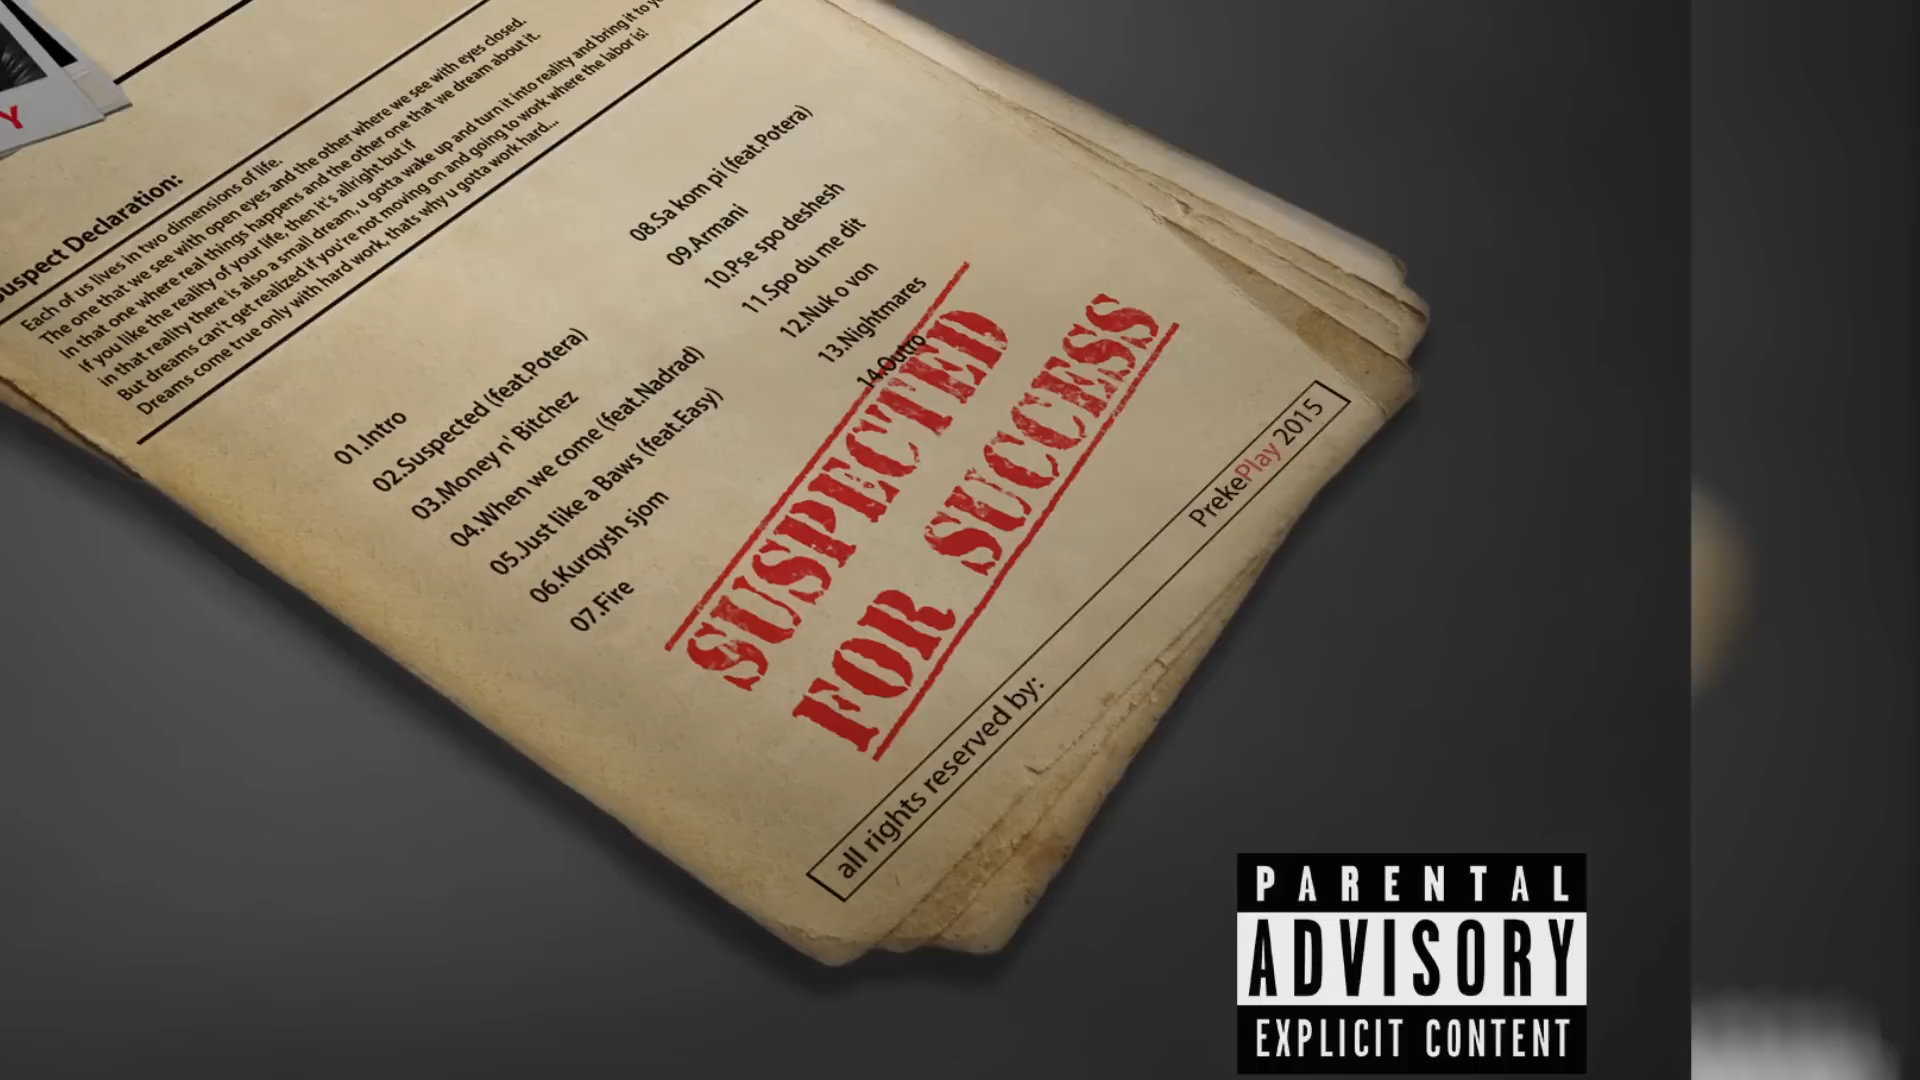 Y
Suspect Declaration:
Each of us lives in two dimensions of life.
The one that we see with open eyes and the other where we see with eyes closed.
In that one where real things happens and the other one that we dream about it.
If you like the reality of your life, then it's allright but if
in that reality there is also a small dream, u gotta wake up and turn it into reality and bring it to
But dreams can't get realized if you're not moving on and going to work where the labor is!
Dreams come true only with hard work, thats why u gotta work hard...
01.Intro
02.Suspected (feat.Potera)
03.Money n' Bitchez
04.When we come (feat.Nadrad)
05.Just like a Baws (feat.Easy)
06.Kurqysh sjom
07.Fire
08.Sa kom pi (feat.Potera)
09.Armani
10.Pse spo deshesh
11.Spo du me dit
12.Nuk o von
13.Nightmares
14.Outro
SUSPECTED
FOR SUCCESS
all rights reserved by: PrekePlay 2015
PARENTAL
ADVISORY
EXPLICIT CONTENT